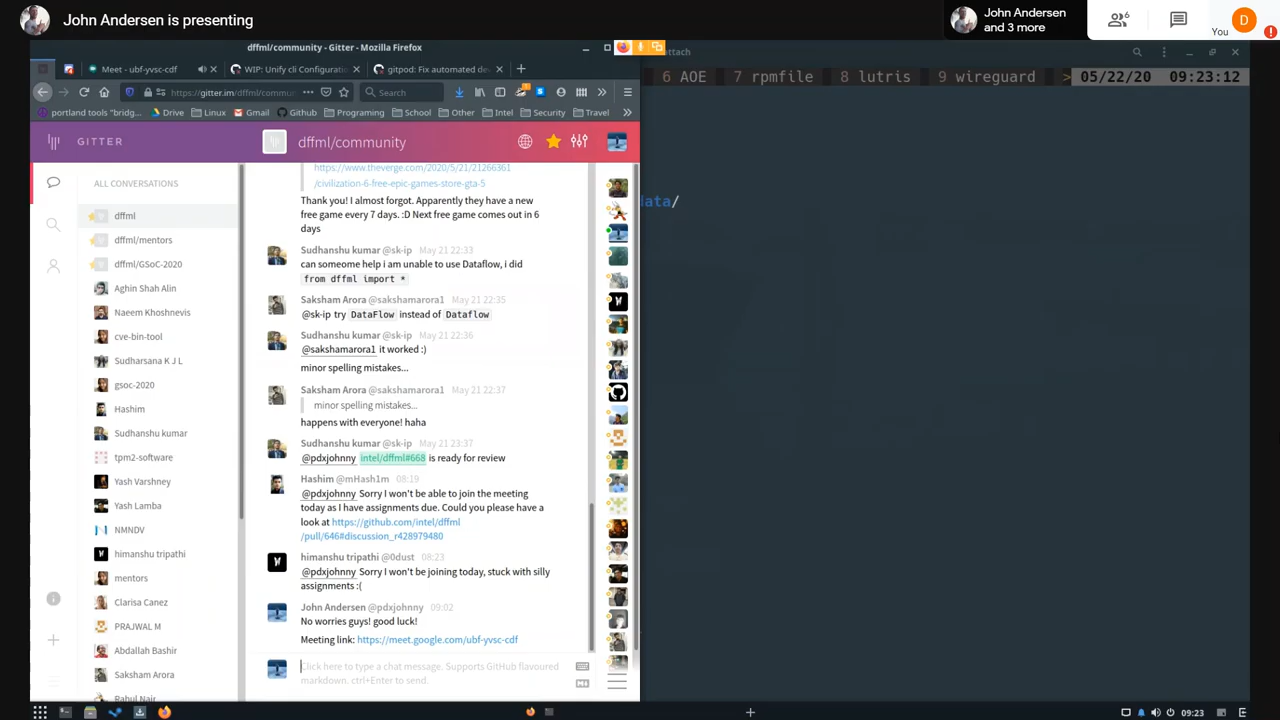 John Andersen is presenting
John Andersen
and 3 more
6
You
D
dffml/community - Gitter - Mozilla Firefox
ttach
Meet - ubf-yvsc-cdf
WIP: Unify cli Configuratio
gitpod: Fix automated de
6 AOE 7 rpmfile 8 lutris 9 wireguard > 05/22/20 09:23:12
https://gitter.im/dffml/commu
Search
portland tools "bridg
Drive
Linux
Gmail
Github
Programing
School
Other
Intel
Security
Travel
GITTER
dffml/community
ALL CONVERSATIONS
dffml
dffml/mentors
dffml/GSoC-2020
Aghin Shah Alin
Naeem Khoshnevis
cve-bin-tool
Sudharsana K J L
gsoc-2020
Hashim
Sudhanshu kumar
tpm2-software
Yash Varshney
Yash Lamba
NMNDV
himanshu tripathi
mentors
Clarisa Canez
PRAJWAL M
Abdallah Bashir
Saksham Arora
Rahul Nair
https://www.theverge.com/2020/5/21/21266361
/civilization-6-free-epic-games-store-gta-5
Thank you! I almost forgot. Apparently they have a new
free game every 7 days. :D Next free game comes out in 6
days
Sudhanshu kumar @sk-ip May 21 22:33
can someone help i am unable to use Dataflow, i did
from dffml import *
Saksham Arora @sakshamarora1 May 21 22:35
@sk-ip try DataFlow instead of Dataflow
Sudhanshu kumar @sk-ip May 21 22:36
@sakshamarora1 it worked :)
minor spelling mistakes...
Saksham Arora @sakshamarora1 May 21 22:37
minor spelling mistakes...
happens with everyone! haha
Sudhanshu kumar @sk-ip May 21 23:37
@pdxjohnny intel/dffml#668 is ready for review
Hashim @mHash1m 08:19
@pdxjohnny Sorry I won't be able to join the meeting
today as I have assignments due. Could you please have a
look at https://github.com/intel/dffml
/pull/646#discussion_r428979480
himanshu tripathi @0dust 08:23
@pdxjohnny Sorry I won't be joining today, stuck with silly
assignments :(
John Andersen @pdxjohnny 09:02
No worries guys! good luck!
Meeting link: https://meet.google.com/ubf-yvsc-cdf
Click here to type a chat message. Supports GitHub flavoured
markdown. Ctrl+Enter to send.
data/
09:23